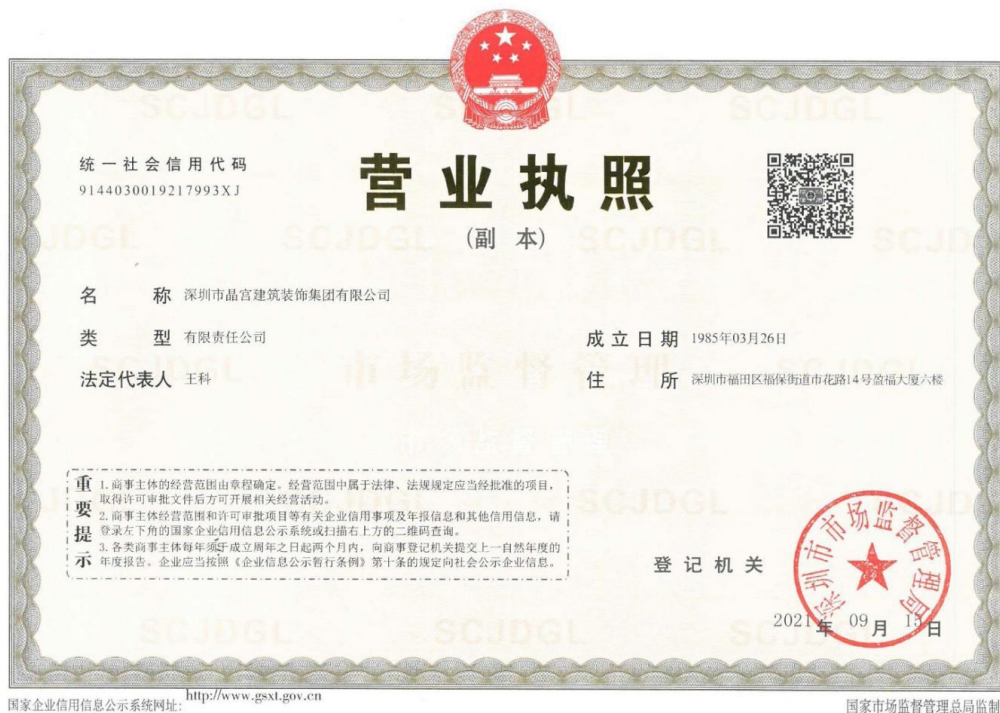 统一社会信用代码
9144030019217993XJ
营业执照
(副 本)
名 称 深圳市晶宫建筑装饰集团有限公司
类 型 有限责任公司
法定代表人 王科
成立日期 1985年03月26日
住 所 深圳市福田区福保街道市花路14号盈福大厦六楼
重要提示
1. 商事主体的经营范围由章程确定。经营范围中属于法律、法规规定应当经批准的项目,
取得许可审批文件后方可开展相关经营活动。
2. 商事主体经营范围和许可审批项目等有关企业信用事项及年报信息和其他信用信息,请
登录左下角的国家企业信用信息公示系统或扫描右上方的二维码查询。
3. 各类商事主体每年须于成立周年之日起两个月内,向商事登记机关提交上一自然年度的
年度报告。企业应当按照《企业信息公示暂行条例》第十条的规定向社会公示企业信息。
登记机关
深圳市市场监督管理局
2021年 09月 15日
国家企业信用信息公示系统网址: http://www.gsxt.gov.cn
国家市场监督管理总局监制
SCJDGL
市场监督管理